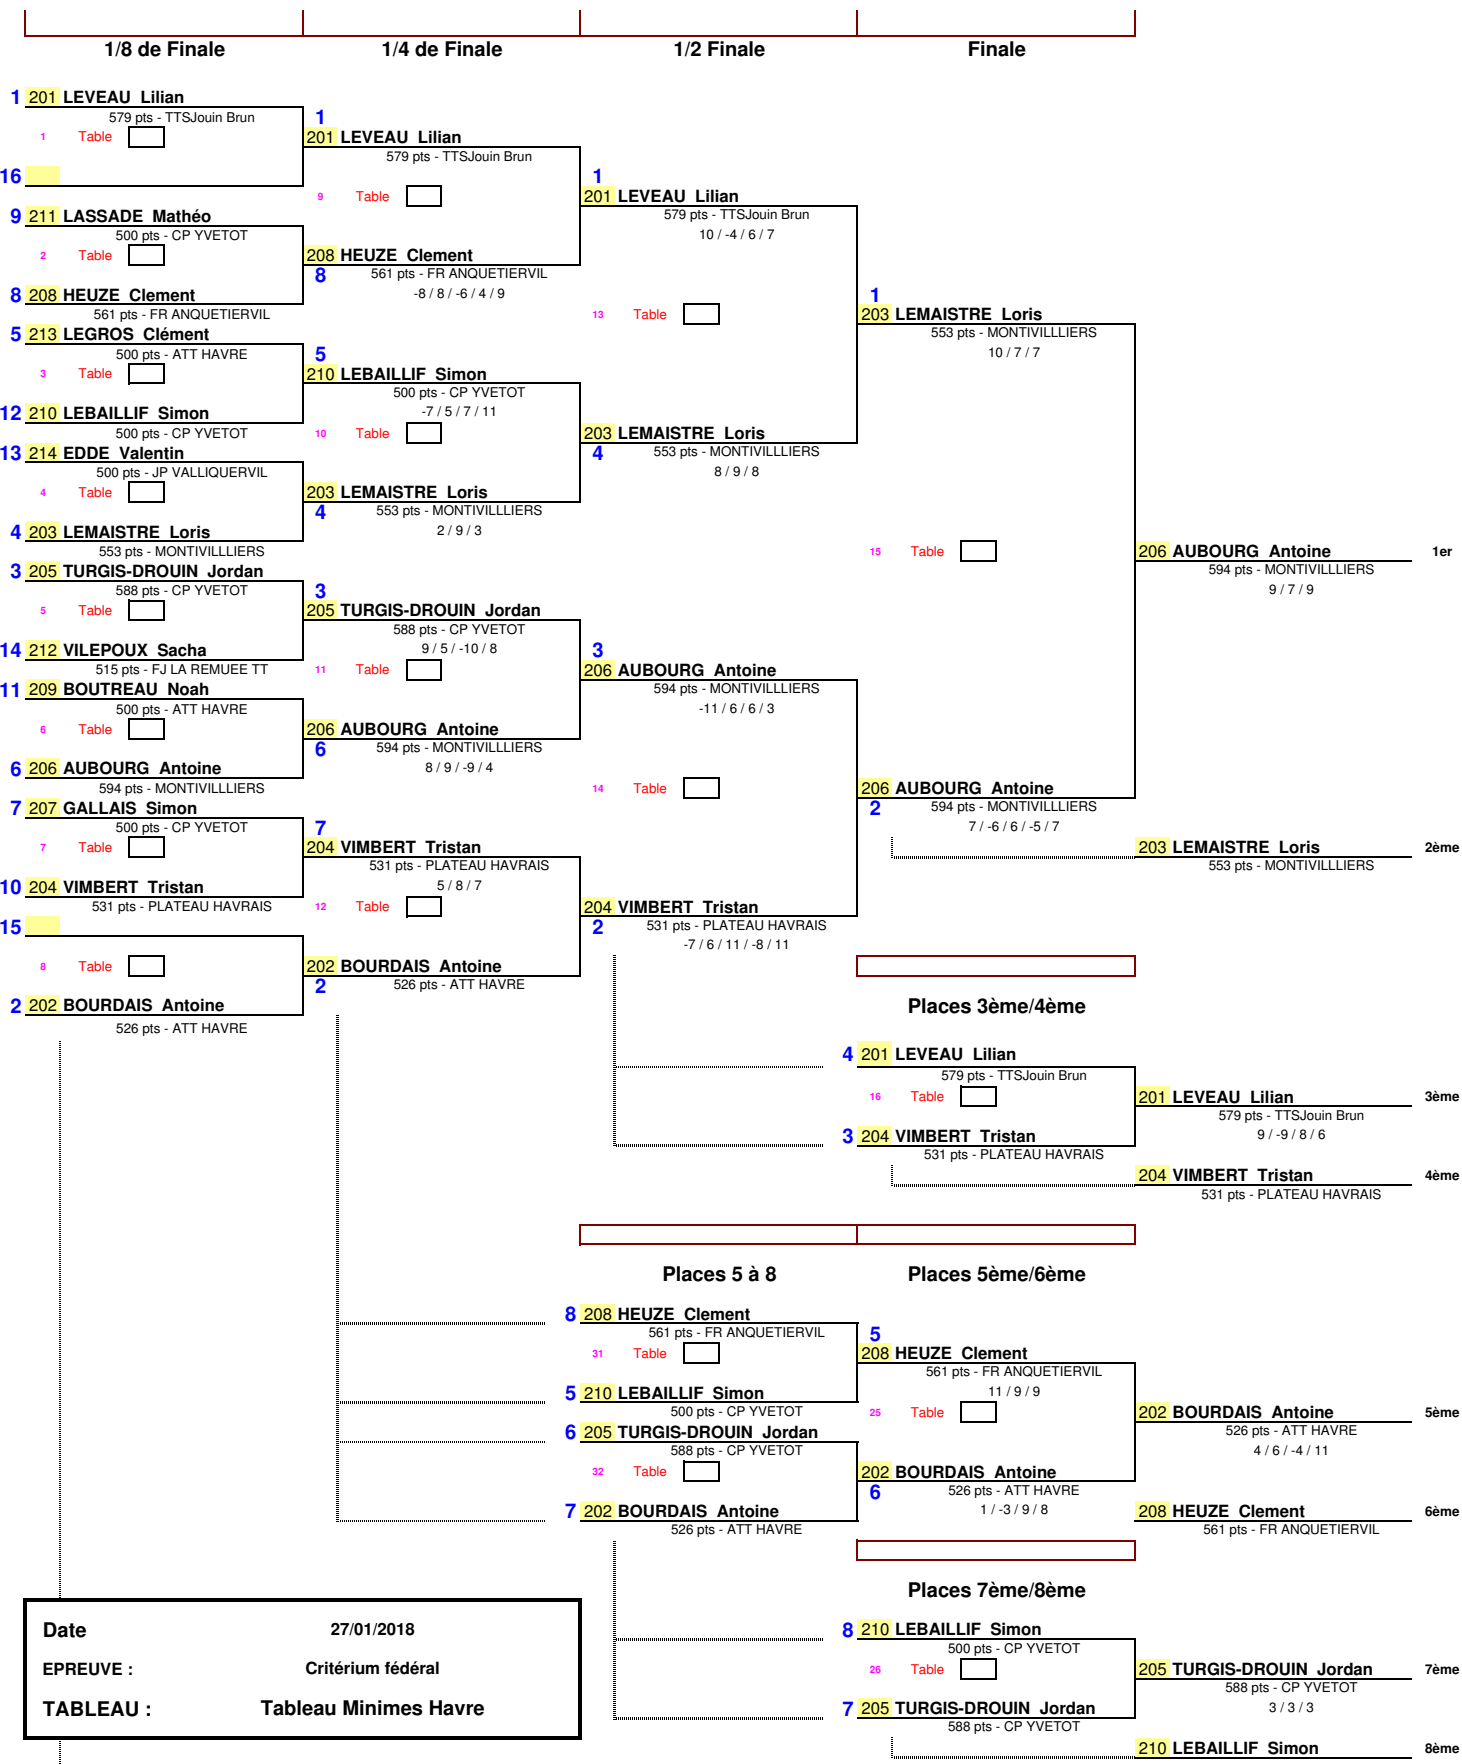 1/8 de Finale
1/4 de Finale
1/2 Finale
Finale
1 201 LEVEAU Lilian
579 pts - TTSJouin Brun
1 Table
16
9 211 LASSADE Mathéo
500 pts - CP YVETOT
2 Table
8 208 HEUZE Clement
561 pts - FR ANQUETIERVIL
5 213 LEGROS Clément
500 pts - ATT HAVRE
3 Table
12 210 LEBAILLIF Simon
500 pts - CP YVETOT
13 214 EDDE Valentin
500 pts - JP VALLIQUERVIL
4 Table
4 203 LEMAISTRE Loris
553 pts - MONTIVILLLIERS
3 205 TURGIS-DROUIN Jordan
588 pts - CP YVETOT
5 Table
14 212 VILEPOUX Sacha
515 pts - FJ LA REMUEE TT
11 209 BOUTREAU Noah
500 pts - ATT HAVRE
6 Table
6 206 AUBOURG Antoine
594 pts - MONTIVILLLIERS
7 207 GALLAIS Simon
500 pts - CP YVETOT
7 Table
10 204 VIMBERT Tristan
531 pts - PLATEAU HAVRAIS
15
8 Table
2 202 BOURDAIS Antoine
526 pts - ATT HAVRE
1
201 LEVEAU Lilian
579 pts - TTSJouin Brun
9 Table
208 HEUZE Clement
8 561 pts - FR ANQUETIERVIL
-8 / 8 / -6 / 4 / 9
5
210 LEBAILLIF Simon
500 pts - CP YVETOT
-7 / 5 / 7 / 11
10 Table
203 LEMAISTRE Loris
4 553 pts - MONTIVILLLIERS
2 / 9 / 3
3
205 TURGIS-DROUIN Jordan
588 pts - CP YVETOT
9 / 5 / -10 / 8
11 Table
206 AUBOURG Antoine
6 594 pts - MONTIVILLLIERS
8 / 9 / -9 / 4
7
204 VIMBERT Tristan
531 pts - PLATEAU HAVRAIS
5 / 8 / 7
12 Table
202 BOURDAIS Antoine
2 526 pts - ATT HAVRE
1
201 LEVEAU Lilian
579 pts - TTSJouin Brun
10 / -4 / 6 / 7
13 Table
203 LEMAISTRE Loris
4 553 pts - MONTIVILLLIERS
8 / 9 / 8
3
206 AUBOURG Antoine
594 pts - MONTIVILLLIERS
-11 / 6 / 6 / 3
14 Table
204 VIMBERT Tristan
2 531 pts - PLATEAU HAVRAIS
-7 / 6 / 11 / -8 / 11
1
203 LEMAISTRE Loris
553 pts - MONTIVILLLIERS
10 / 7 / 7
15 Table
206 AUBOURG Antoine
2 594 pts - MONTIVILLLIERS
7 / -6 / 6 / -5 / 7
206 AUBOURG Antoine 1er
594 pts - MONTIVILLLIERS
9 / 7 / 9
203 LEMAISTRE Loris 2ème
553 pts - MONTIVILLLIERS
Places 3ème/4ème
4 201 LEVEAU Lilian
579 pts - TTSJouin Brun
16 Table
3 204 VIMBERT Tristan
531 pts - PLATEAU HAVRAIS
201 LEVEAU Lilian 3ème
579 pts - TTSJouin Brun
9 / -9 / 8 / 6
204 VIMBERT Tristan 4ème
531 pts - PLATEAU HAVRAIS
Places 5 à 8
Places 5ème/6ème
8 208 HEUZE Clement
561 pts - FR ANQUETIERVIL
31 Table
5 210 LEBAILLIF Simon
500 pts - CP YVETOT
6 205 TURGIS-DROUIN Jordan
588 pts - CP YVETOT
32 Table
7 202 BOURDAIS Antoine
526 pts - ATT HAVRE
5
208 HEUZE Clement
561 pts - FR ANQUETIERVIL
11 / 9 / 9
25 Table
202 BOURDAIS Antoine
6 526 pts - ATT HAVRE
1 / -3 / 9 / 8
202 BOURDAIS Antoine 5ème
526 pts - ATT HAVRE
4 / 6 / -4 / 11
208 HEUZE Clement 6ème
561 pts - FR ANQUETIERVIL
Places 7ème/8ème
8 210 LEBAILLIF Simon
500 pts - CP YVETOT
26 Table
7 205 TURGIS-DROUIN Jordan
588 pts - CP YVETOT
205 TURGIS-DROUIN Jordan 7ème
588 pts - CP YVETOT
3 / 3 / 3
210 LEBAILLIF Simon 8ème
Date 27/01/2018
EPREUVE : Critérium fédéral
TABLEAU : Tableau Minimes Havre